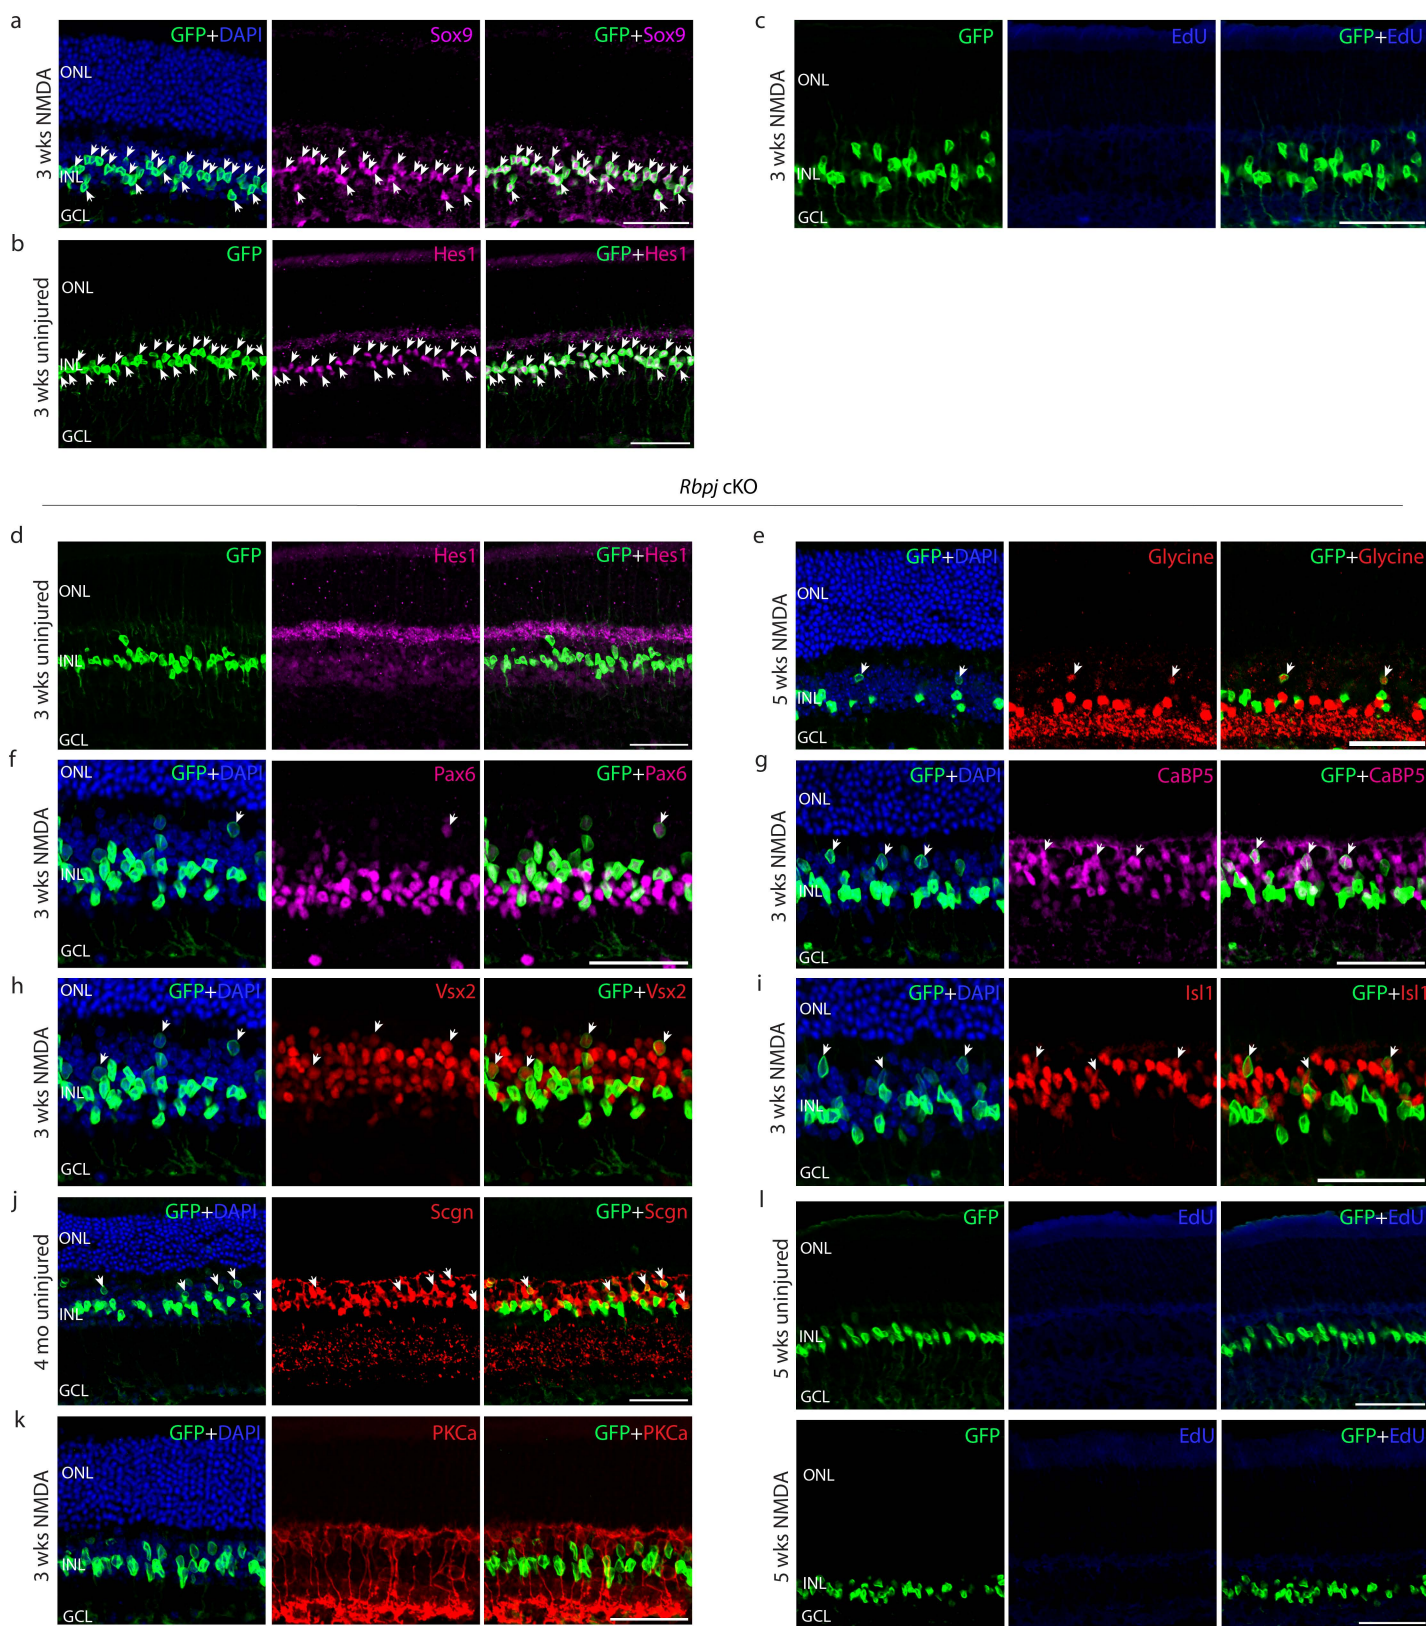 a
3 wks NMDA
GFP+DAPI
ONL
INL
GCL
Sox9
GFP+Sox9
b
3 wks uninjured
GFP
ONL
INL
GCL
Hes1
GFP+Hes1
c
3 wks NMDA
GFP
ONL
INL
GCL
EdU
GFP+EdU
Rbpj cKO
d
3 wks uninjured
GFP
ONL
INL
GCL
Hes1
GFP+Hes1
e
5 wks NMDA
GFP+DAPI
ONL
INL
GCL
Glycine
GFP+Glycine
f
3 wks NMDA
GFP+DAPI
ONL
INL
GCL
Pax6
GFP+Pax6
g
3 wks NMDA
GFP+DAPI
ONL
INL
GCL
CaBP5
GFP+CaBP5
h
3 wks NMDA
GFP+DAPI
ONL
INL
GCL
Vsx2
GFP+Vsx2
i
3 wks NMDA
GFP+DAPI
ONL
INL
GCL
Isl1
GFP+Isl1
j
4 mo uninjured
GFP+DAPI
ONL
INL
GCL
Scgn
GFP+Scgn
k
3 wks NMDA
GFP+DAPI
ONL
INL
GCL
PKCa
GFP+PKCa
l
5 wks uninjured
GFP
ONL
INL
GCL
EdU
GFP+EdU
5 wks NMDA
GFP
ONL
INL
GCL
EdU
GFP+EdU